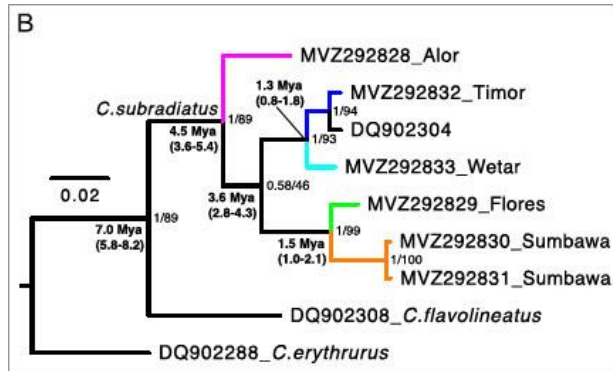 B
MVZ292828_Alor
1.3 Mya
(0.8-1.8)
MVZ292832_Timor
C.subradiatus
1/94
4.5 Mya
(3.6-5.4)
1/89
DQ902304
1/93
MVZ292833_Wetar
0.02
3.6 Mya
(2.8-4.3)
0.58/46
MVZ292829_Flores
7.0 Mya
(5.8-8.2)
1/89
1/99
1.5 Mya
(1.0-2.1)
MVZ292830_Sumbawa
1/100
MVZ292831_Sumbawa
DQ902308_C.flavolineatus
DQ902288_C.erythrurus